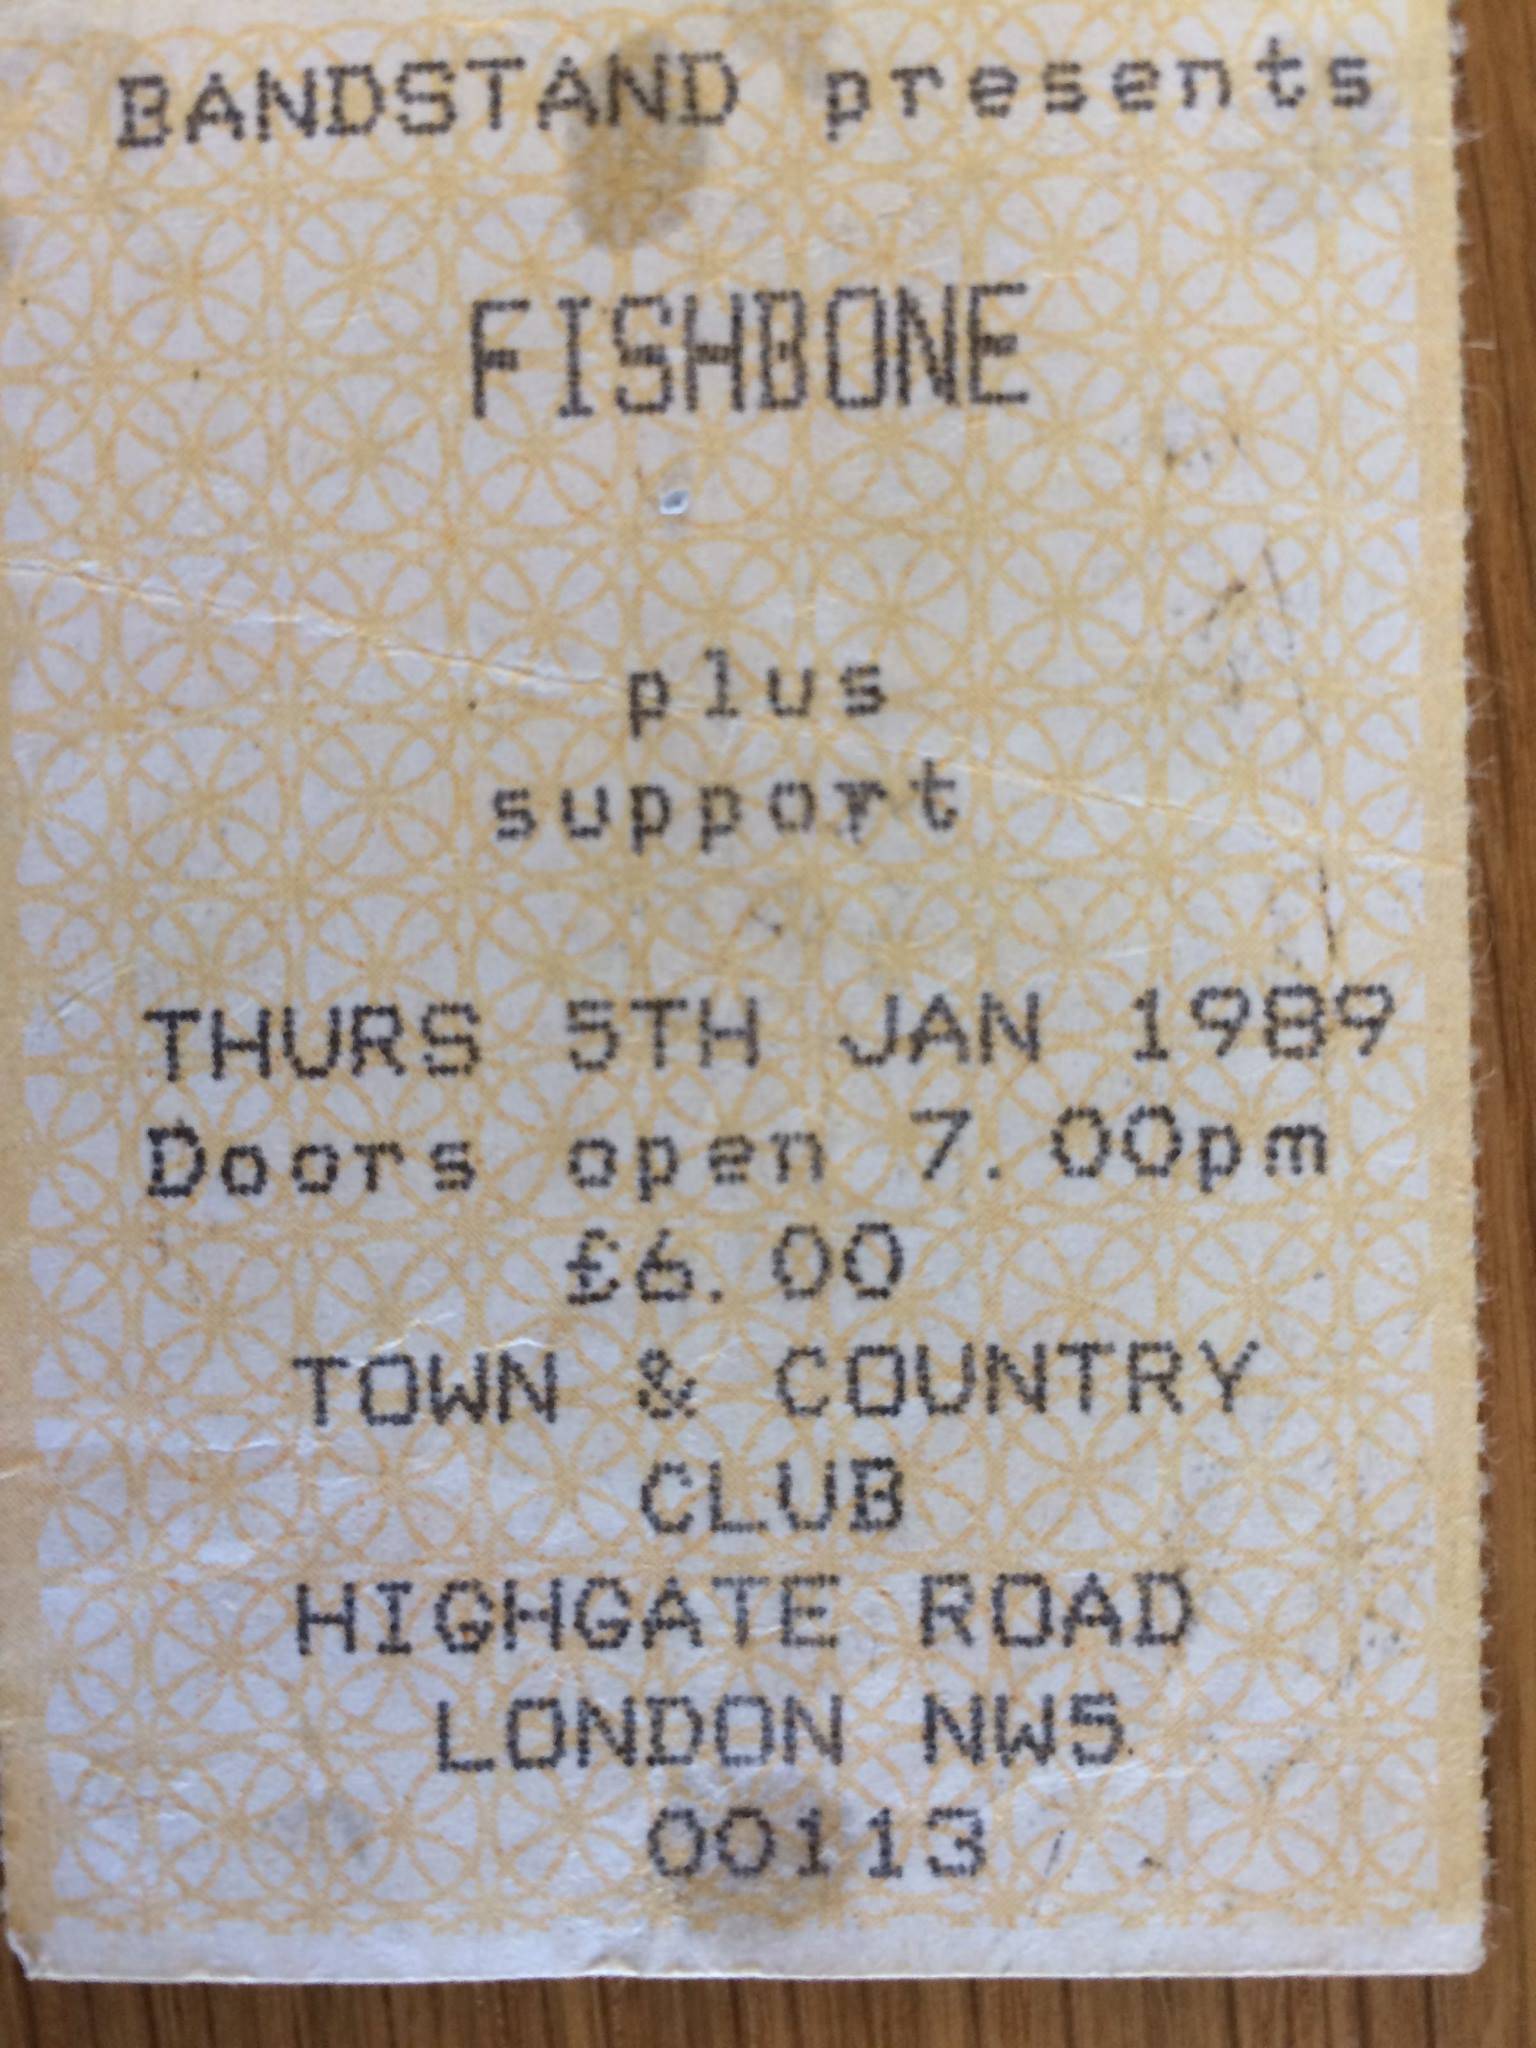 BANDSTAND presents
FISHBONE
plus
support
THURS 5TH JAN 1989
Doors open 7.00pm
£6.00
TOWN & COUNTRY
CLUB
HIGHGATE ROAD
LONDON NW5
00113